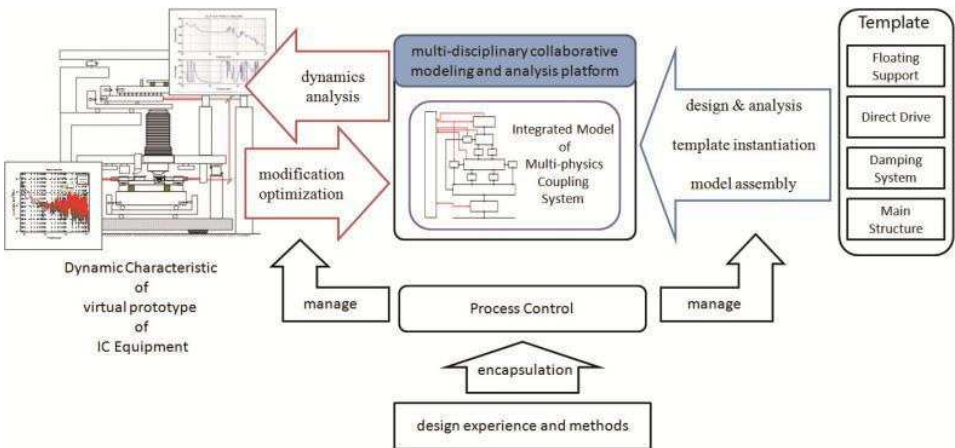 dynamics
analysis
modification
optimization
Dynamic Characteristic
of
virtual prototype
of
IC Equipment
multi-disciplinary collaborative
modeling and analysis platform
Integrated Model
of
Multi-physics
Coupling
System
design & analysis
template instantiation
model assembly
Template
Floating
Support
Direct Drive
Damping
System
Main
Structure
manage
Process Control
manage
encapsulation
design experience and methods